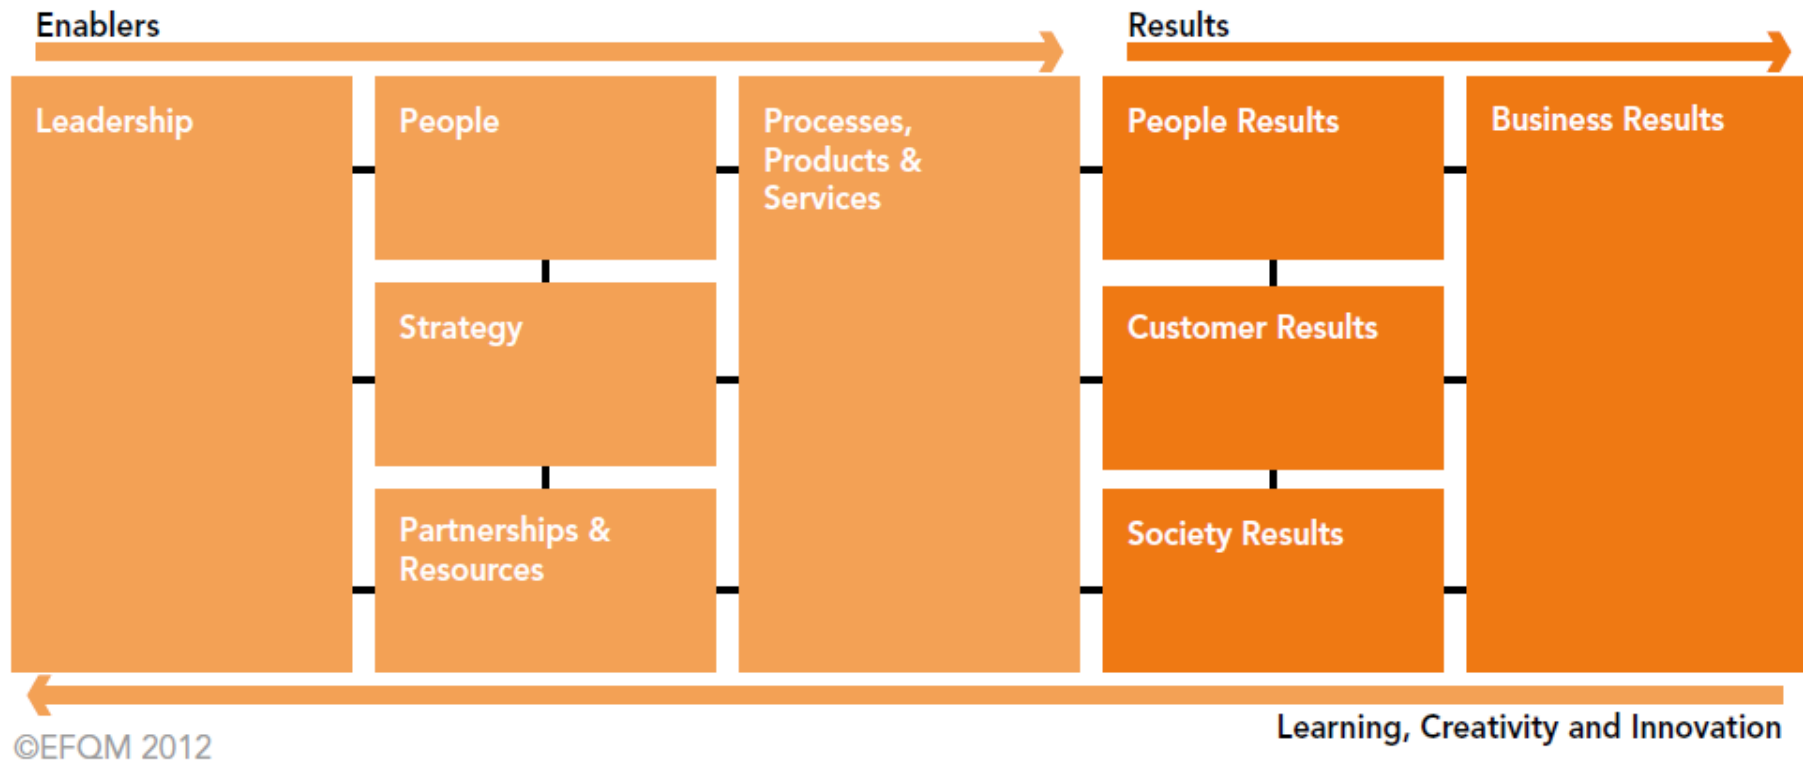 Enablers
Results
Leadership
People
Processes,
Products &
Services
People Results
Business Results
Strategy
Customer Results
Partnerships &
Resources
Society Results
Learning, Creativity and Innovation
©EFQM 2012